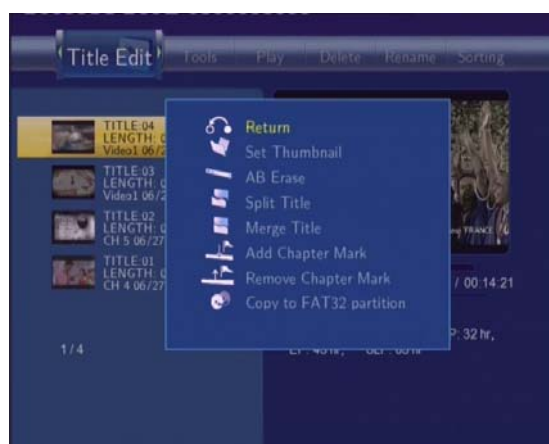 Title Edit Tools Play Delete Rename Sorting
TITLE:04
LENGTH:
Video1 06/2
TITLE:03
LENGTH:
Video1 06/2
TITLE:02
LENGTH:
CH 5 06/27
TITLE:01
LENGTH:
CH 4 06/27
1/4
Return
Set Thumbnail
AB Erase
Split Title
Merge Title
Add Chapter Mark
Remove Chapter Mark
Copy to FAT32 partition
FRANCE
/ 00:14:21
P: 32 hr,